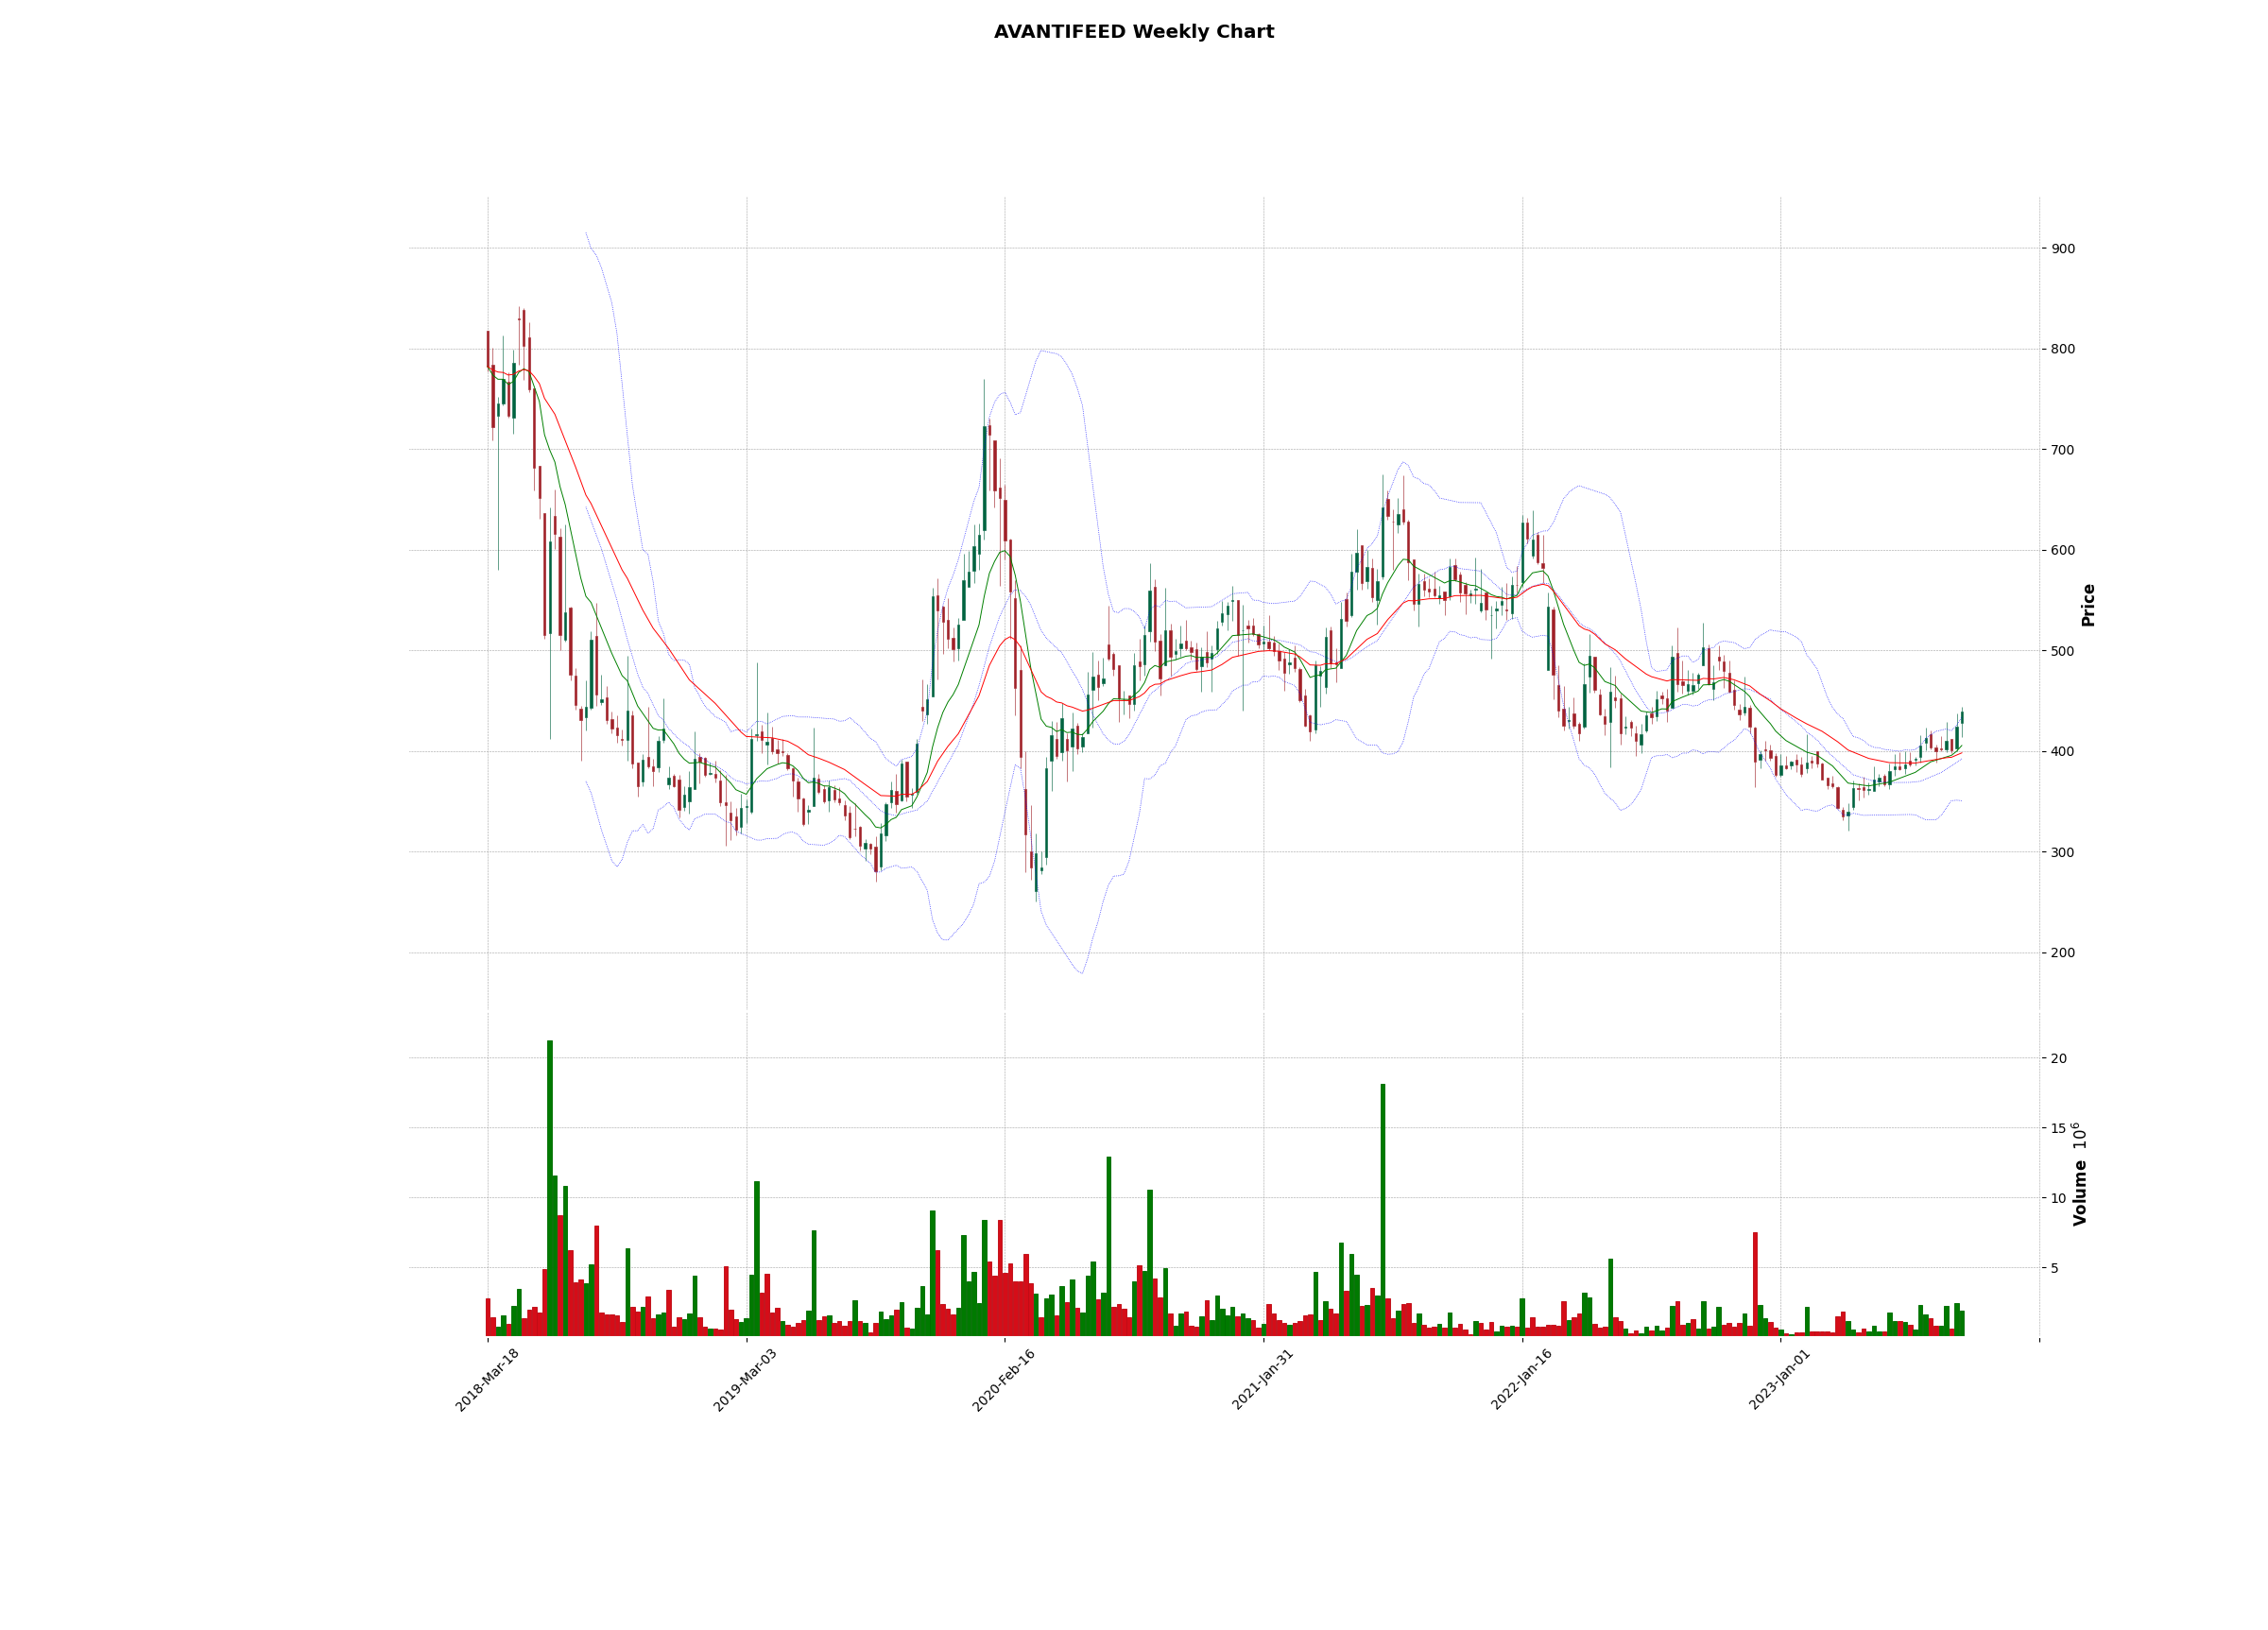 AVANTIFEED Weekly Chart
900
800
700
600
500
400
300
200
Price
20
15
10
5
Volume 10^6
2018-Mar-18
2019-Mar-03
2020-Feb-16
2021-Jan-31
2022-Jan-16
2023-Jan-01